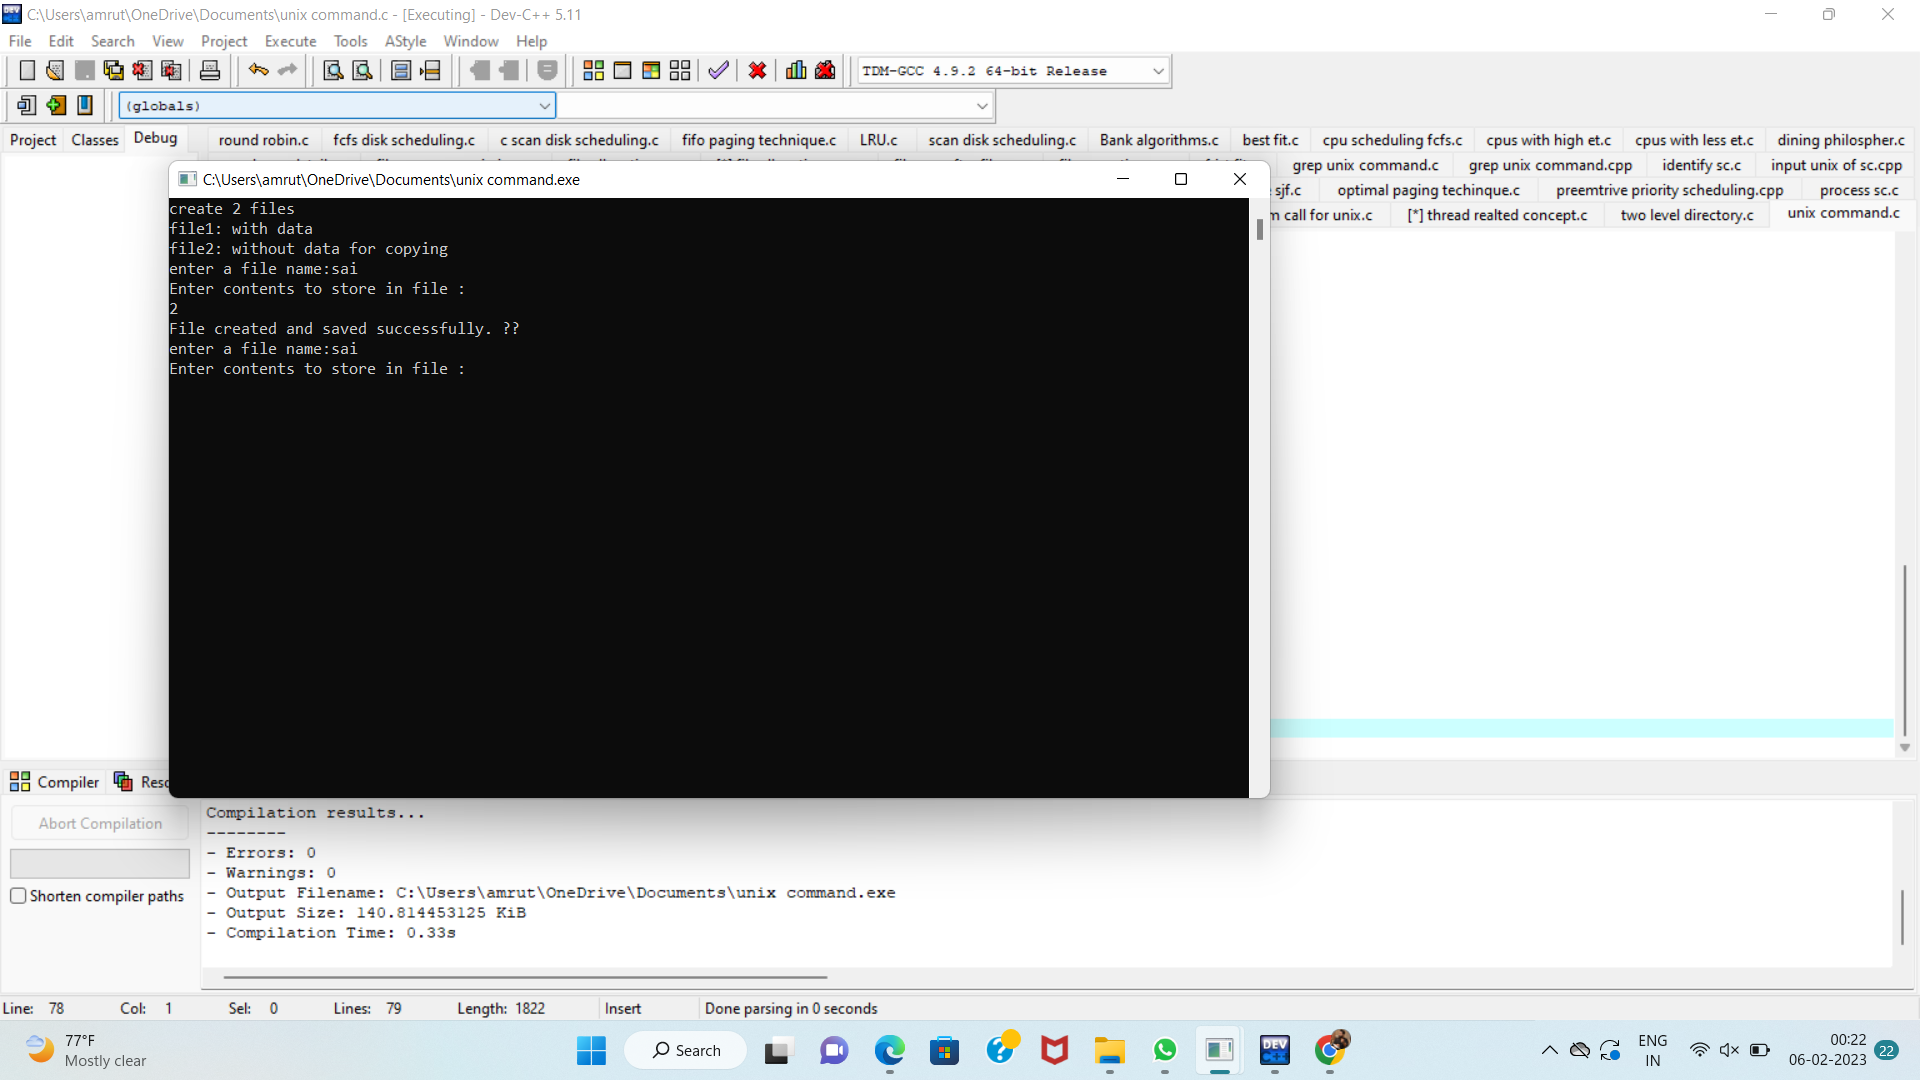 C:\Users\amrut\OneDrive\Documents\unix command.c - [Executing] - Dev-C++ 5.11
File Edit Search View Project Execute Tools AStyle Window Help
TDM-GCC 4.9.2 64-bit Release
(globals)
Project Classes Debug
round robin.c fcfs disk scheduling.c c scan disk scheduling.c fifo paging technique.c LRU.c scan disk scheduling.c Bank algorithms.c best fit.c cpu scheduling fcfs.c cpus with high et.c cpus with less et.c dining philospher.c
grep unix command.c grep unix command.cpp identify sc.c input unix of sc.cpp
sjf.c optimal paging techinque.c preemtrive priority scheduling.cpp process sc.c
call for unix.c [*] thread realted concept.c two level directory.c unix command.c
C:\Users\amrut\OneDrive\Documents\unix command.exe
create 2 files
file1: with data
file2: without data for copying
enter a file name:sai
Enter contents to store in file :
2
File created and saved successfully. ??
enter a file name:sai
Enter contents to store in file :
Compiler
Abort Compilation
Shorten compiler paths
Compilation results...
--------
- Errors: 0
- Warnings: 0
- Output Filename: C:\Users\amrut\OneDrive\Documents\unix command.exe
- Output Size: 140.814453125 KiB
- Compilation Time: 0.33s
Line: 78 Col: 1 Sel: 0 Lines: 79 Length: 1822 Insert Done parsing in 0 seconds
77°F
Mostly clear
Search
DEV
C++
ENG
IN
00:22
06-02-2023
22